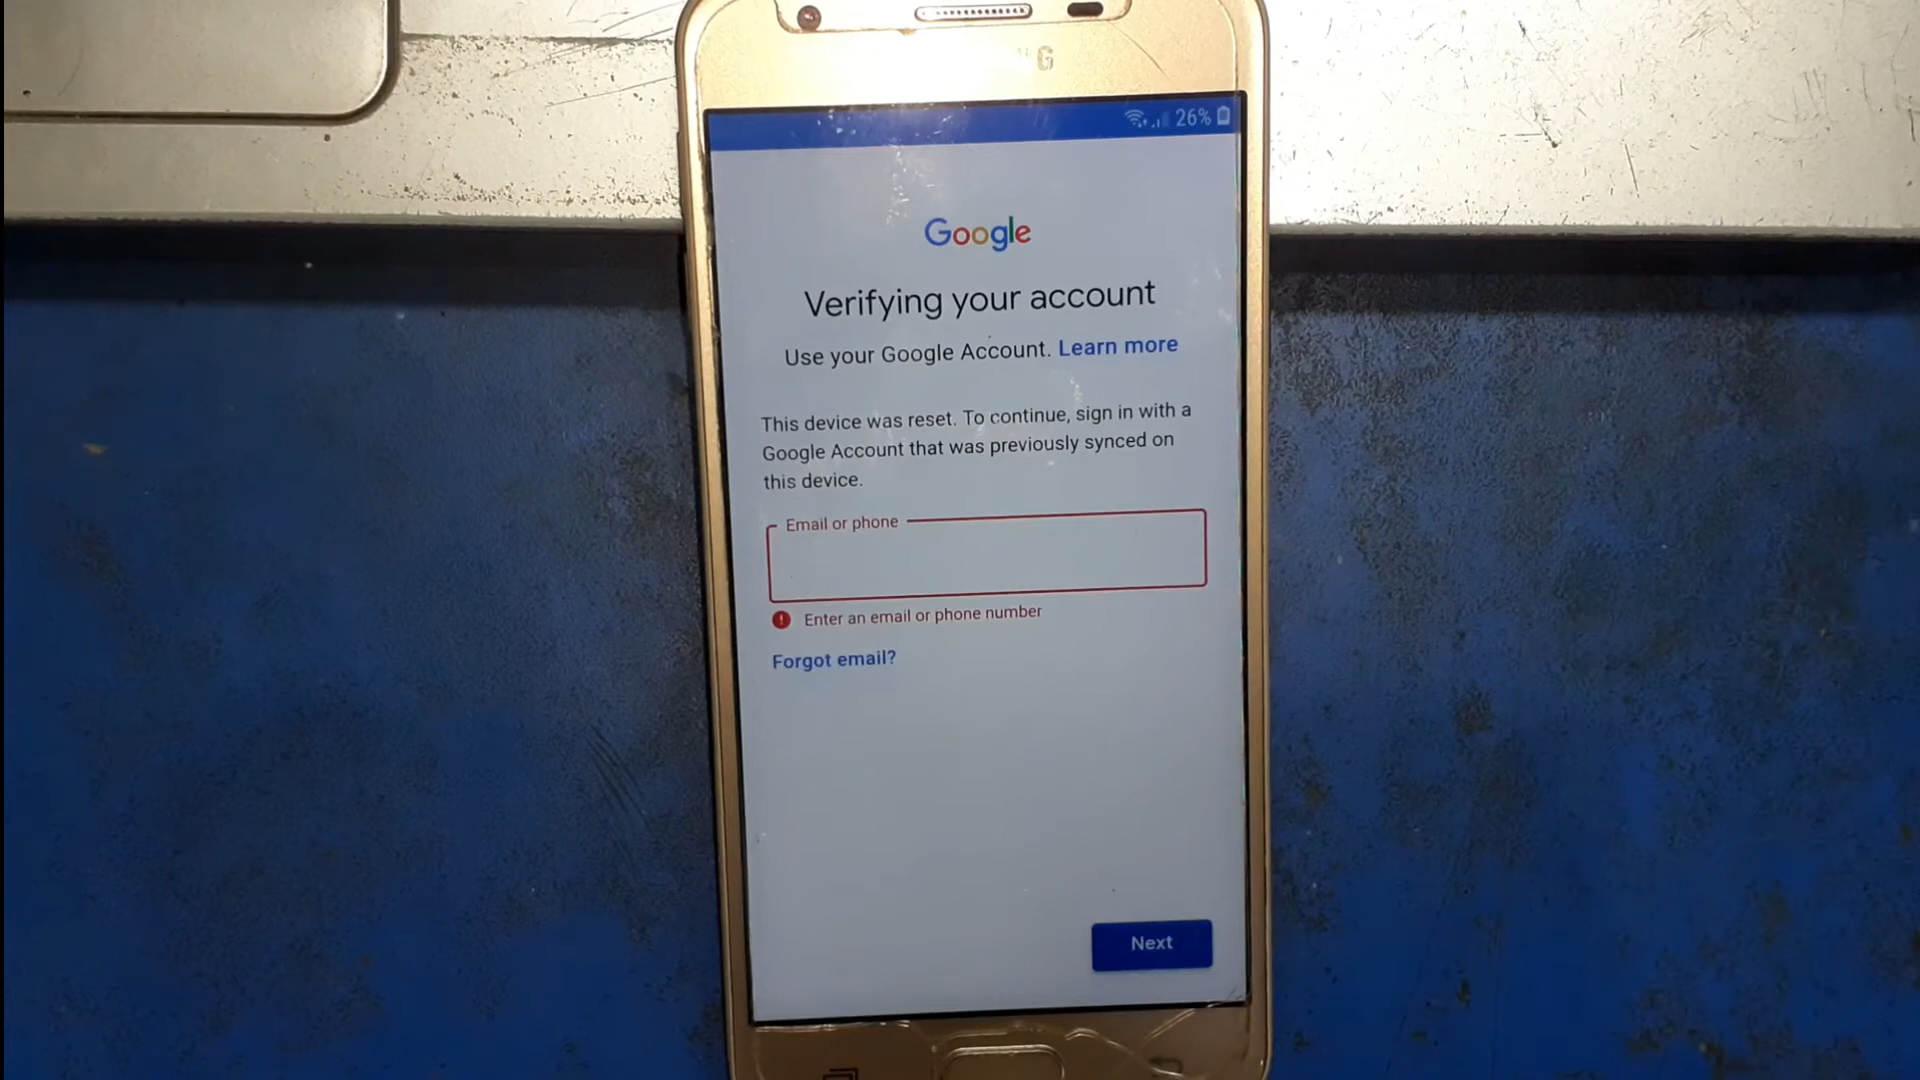 G
26%
Google
Verifying your account
Use your Google Account. Learn more
This device was reset. To continue, sign in with a
Google Account that was previously synced on
this device.
Email or phone
Enter an email or phone number
Forgot email?
Next